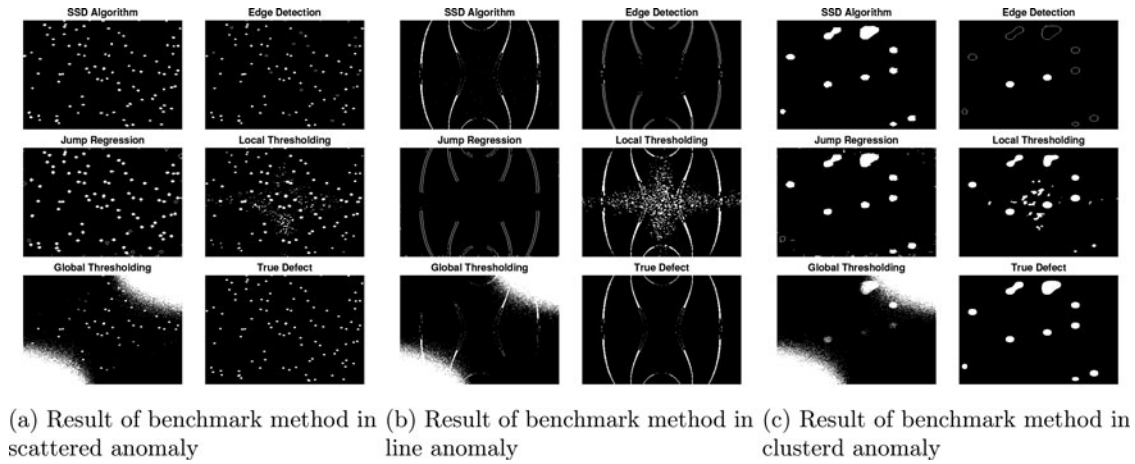 SSD Algorithm Edge Detection SSD Algorithm Edge Detection SSD Algorithm Edge Detection
Jump Regression Local Thresholding Jump Regression Local Thresholding Jump Regression Local Thresholding
Global Thresholding True Defect Global Thresholding True Defect Global Thresholding True Defect
(a) Result of benchmark method in
scattered anomaly
(b) Result of benchmark method in
line anomaly
(c) Result of benchmark method in
clusterd anomaly